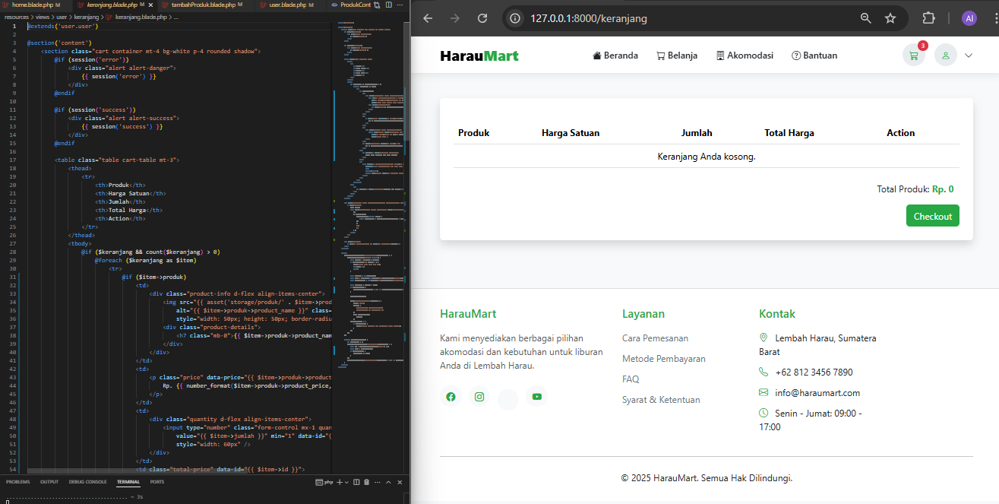 home.blade.php M
keranjang.blade.php M
tambahProduk.blade.php M
user.blade.php M
ProdukCont
resources > views > user > keranjang > keranjang.blade.php > ...
1 @extends('user.user')
2
3 @section('content')
4 <section class="cart container mt-4 bg-white p-4 rounded shadow">
5 @if (session('error'))
6 <div class="alert alert-danger">
7 {{ session('error') }}
8 </div>
9 @endif
10
11 @if (session('success'))
12 <div class="alert alert-success">
13 {{ session('success') }}
14 </div>
15 @endif
16
17 <table class="table cart-table mt-3">
18 <thead>
19 <tr>
20 <th>Produk</th>
21 <th>Harga Satuan</th>
22 <th>Jumlah</th>
23 <th>Total Harga</th>
24 <th>Action</th>
25 </tr>
26 </thead>
27 <tbody>
28 @if ($keranjang && count($keranjang) > 0)
29 @foreach ($keranjang as $item)
30 <tr>
31 @if ($item->produk)
32 <td>
33 <div class="product-info d-flex align-items-center">
34 <img src="{{ asset('storage/produk/' . $item->prod
35 alt="{{ $item->produk->product_name }}" class=
36 style="width: 50px; height: 50px; border-radiu
37 <div class="product-details">
38 <h7 class="mb-0">{{ $item->produk->product_nam
39 </div>
40 </div>
41 </td>
42 <td>
43 <p class="price" data-price="{{ $item->produk->product
44 Rp. {{ number_format($item->produk->product_price,
45 </p>
46 </td>
47 <td>
48 <div class="quantity d-flex align-items-center">
49 <input type="number" class="form-control mx-1 quan
50 value="{{ $item->jumlah }}" min="1" data-id="{
51 style="width: 60px" />
52 </div>
53 </td>
54 <td class="total-price" data-id="{{ $item->id }}">
PROBLEMS OUTPUT DEBUG CONSOLE TERMINAL PORTS
php
~ 3s
127.0.0.1:8000/keranjang
AI
HarauMart
Beranda
Belanja
Akomodasi
Bantuan
3
Produk Harga Satuan Jumlah Total Harga Action
Keranjang Anda kosong.
Total Produk: Rp. 0
Checkout
HarauMart
Kami menyediakan berbagai pilihan
akomodasi dan kebutuhan untuk liburan
Anda di Lembah Harau.
Layanan
Cara Pemesanan
Metode Pembayaran
FAQ
Syarat & Ketentuan
Kontak
Lembah Harau, Sumatera
Barat
+62 812 3456 7890
info@haraumart.com
Senin - Jumat: 09:00 -
17:00
© 2025 HarauMart. Semua Hak Dilindungi.